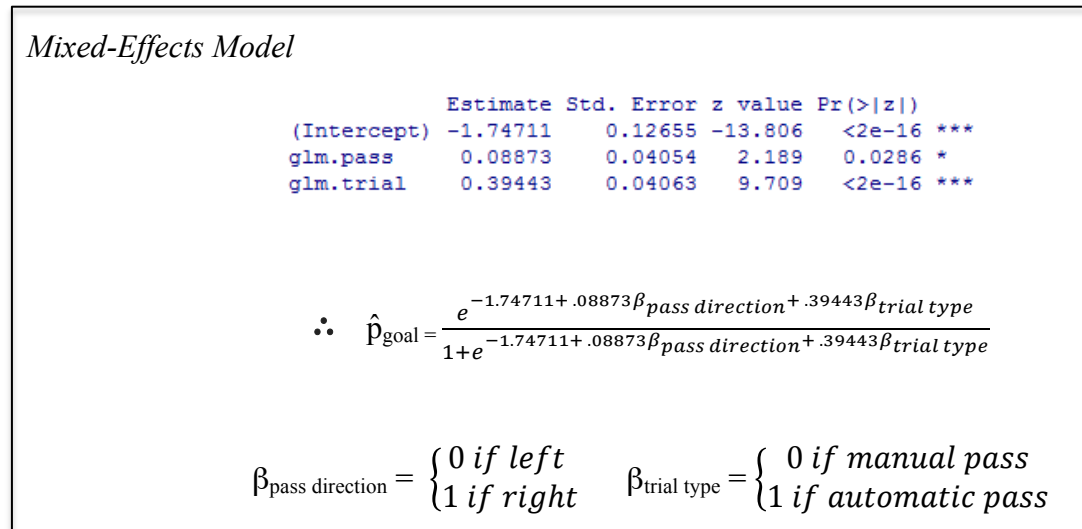 Mixed-Effects Model
Estimate Std. Error z value Pr(>|z|)
(Intercept) -1.74711 0.12655 -13.806 <2e-16 ***
glm.pass 0.08873 0.04054 2.189 0.0286 *
glm.trial 0.39443 0.04063 9.709 <2e-16 ***
∴ p̂goal = e^(−1.74711+ .08873βpass direction+ .39443βtrial type) / (1+e^(−1.74711+ .08873βpass direction+ .39443βtrial type))
βpass direction = { 0 if left βtrial type = { 0 if manual pass
1 if right 1 if automatic pass